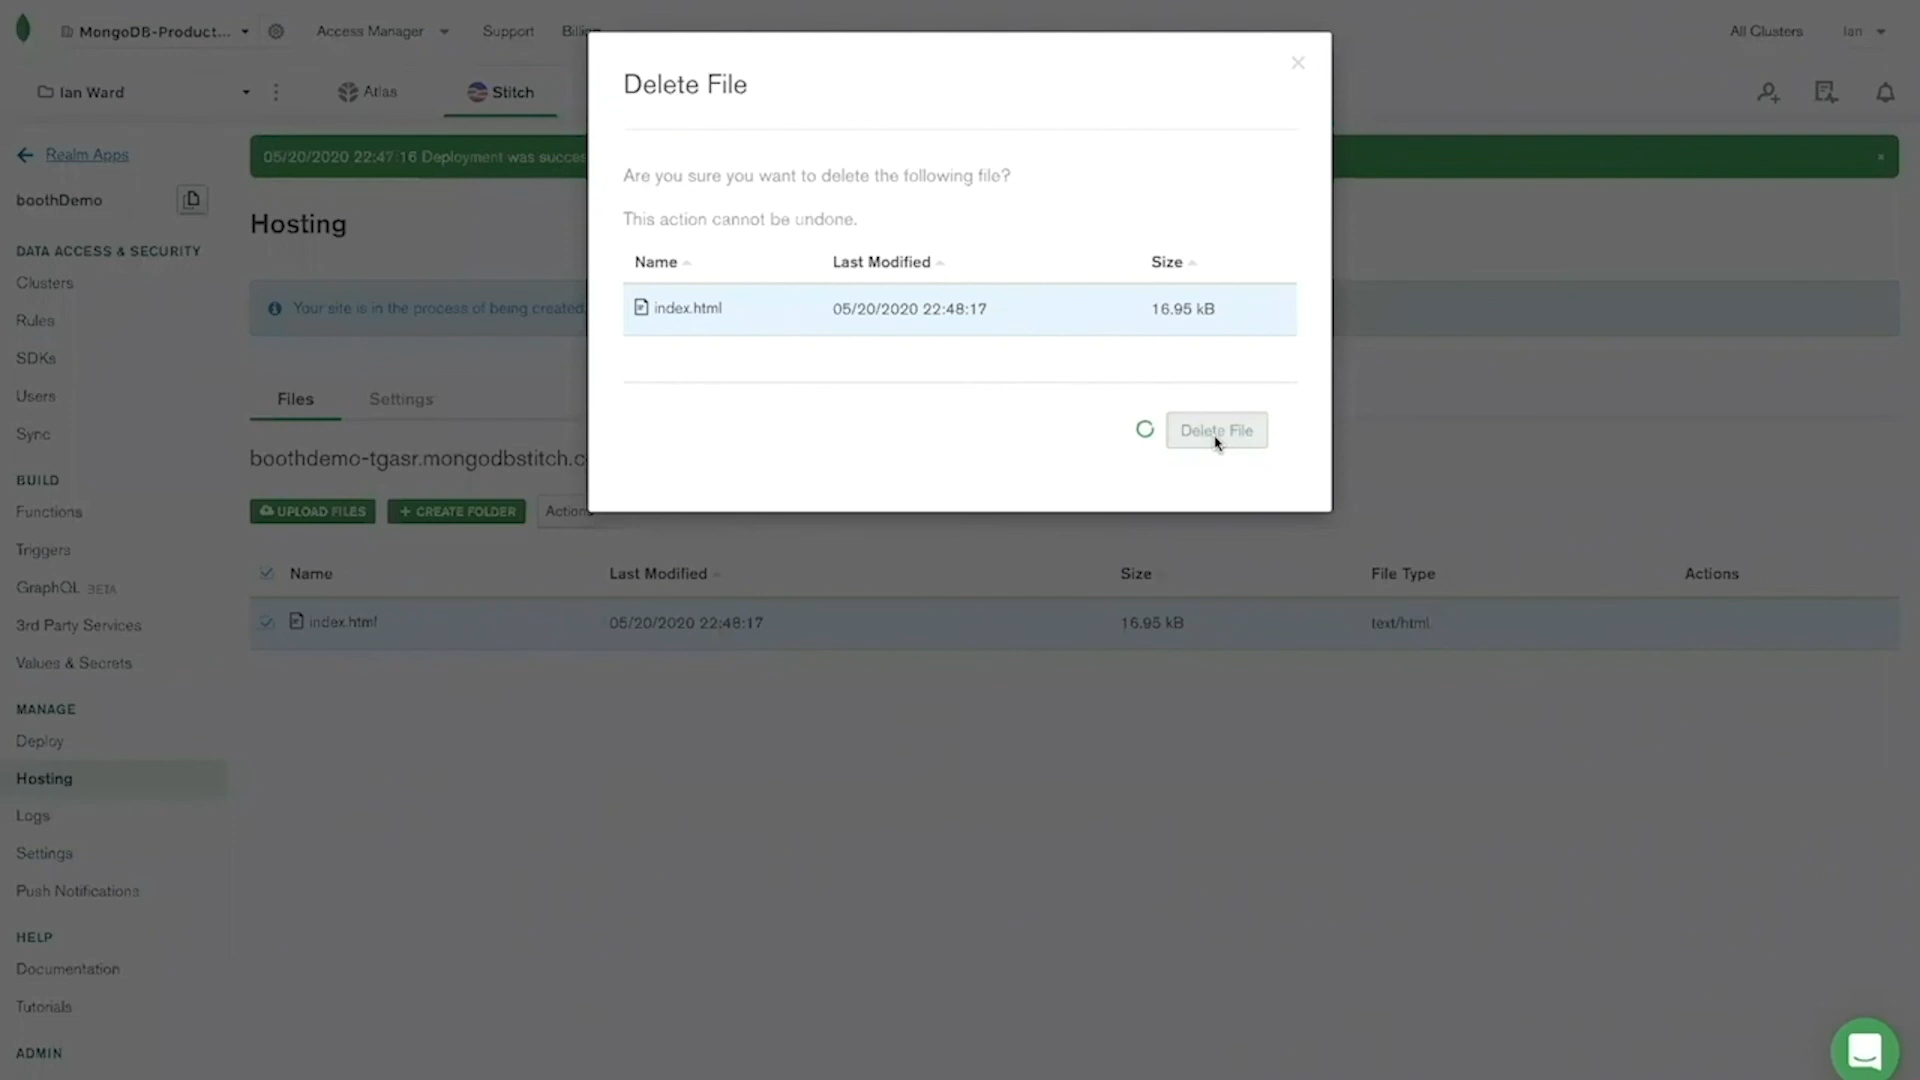 MongoDB-Product...
Access Manager
Support
Billing
All Clusters
Ian
Ian Ward
Atlas
Stitch
Realm Apps
boothDemo
DATA ACCESS & SECURITY
Clusters
Rules
SDKs
Users
Sync
BUILD
Functions
Triggers
GraphQL BETA
3rd Party Services
Values & Secrets
MANAGE
Deploy
Hosting
Logs
Settings
Push Notifications
HELP
Documentation
Tutorials
ADMIN
05/20/2020 22:47:16 Deployment was succes
Hosting
Your site is in the process of being created.
Files
Settings
boothdemo-tgasr.mongodbstitch.c
UPLOAD FILES
+ CREATE FOLDER
Actions
Name
Last Modified
Size
File Type
Actions
index.html
05/20/2020 22:48:17
16.95 kB
text/html
Delete File
Are you sure you want to delete the following file?
This action cannot be undone.
Name
Last Modified
Size
index.html
05/20/2020 22:48:17
16.95 kB
Delete File